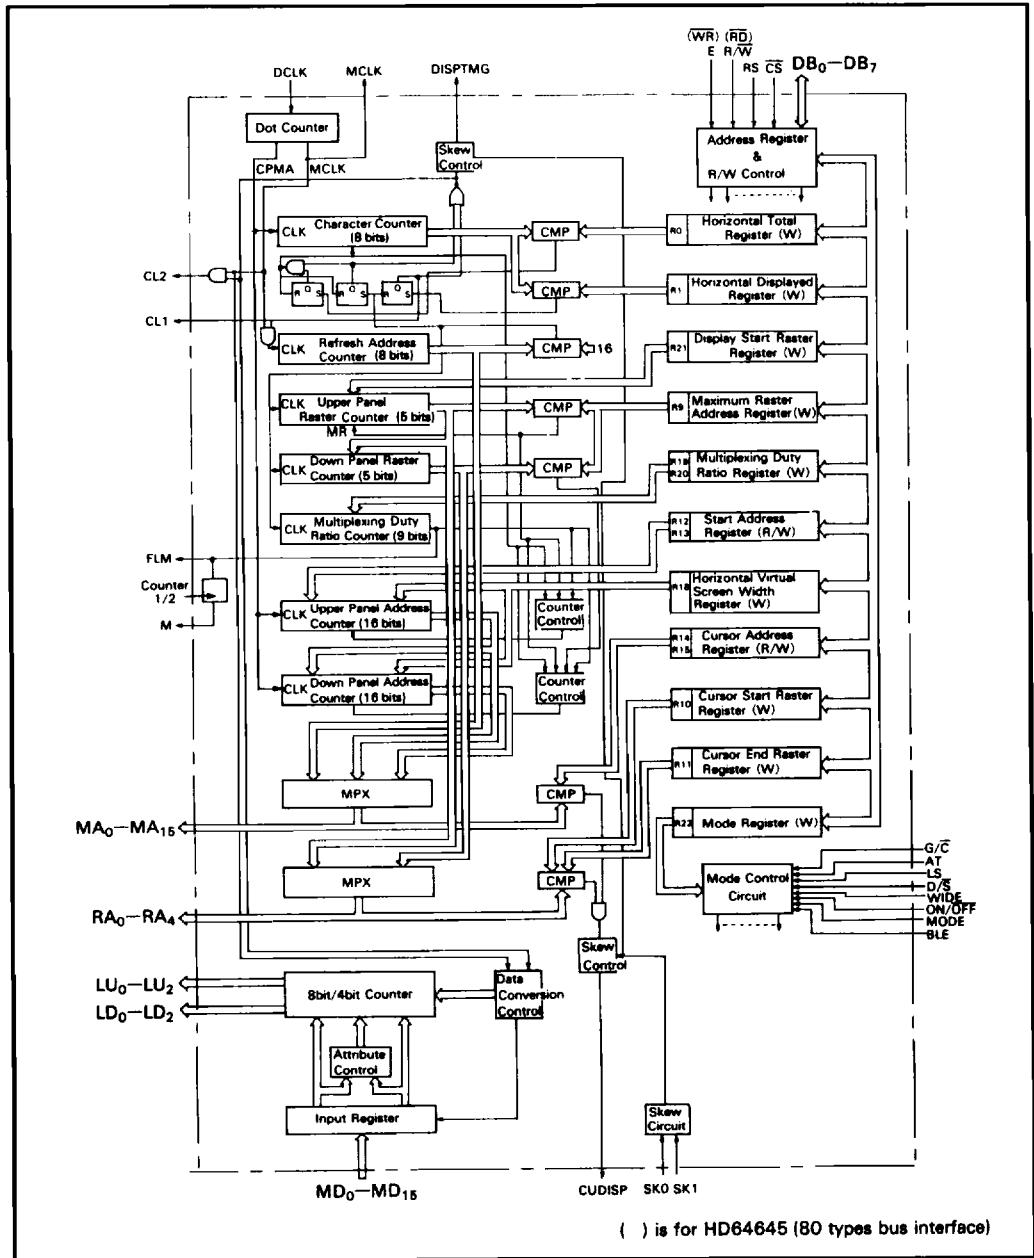 (WR) (RD)
E R/W
RS CS DB0—DB7
DCLK MCLK DISPTMG
Dot Counter
CPMA MCLK
Skew
Control
Address Register
&
R/W Control
CLK Character Counter
(8 bits)
CMP
R0 Horizontal Total
Register (W)
CL2
R Q S
R Q S
R Q S
CMP
R1 Horizontal Displayed
Register (W)
CL1
CLK Refresh Address
Counter (8 bits)
CMP 16
R21 Display Start Raster
Register (W)
CLK Upper Panel
Raster Counter (5 bits)
MR
CMP
R9 Maximum Raster
Address Register (W)
CLK Down Panel Raster
Counter (5 bits)
CMP
R19 Multiplexing Duty
R20 Ratio Register (W)
CLK Multiplexing Duty
Ratio Counter (9 bits)
R12 Start Address
R13 Register (R/W)
FLM
Counter
1/2
M
CLK Upper Panel Address
Counter (16 bits)
Counter
Control
R18 Horizontal Virtual
Screen Width
Register (W)
R14 Cursor Address
R15 Register (R/W)
CLK Down Panel Address
Counter (16 bits)
Counter
Control
R10 Cursor Start Raster
Register (W)
R11 Cursor End Raster
Register (W)
MPX
CMP
R22 Mode Register (W)
MA0—MA15
MPX
CMP
RA0—RA4
Mode Control
Circuit
G/C
AT
LS
D/S
WIDE
ON/OFF
MODE
BLE
Skew
Control
LU0—LU2
LD0—LD2
8bit/4bit Counter
Data
Conversion
Control
Attribute
Control
Input Register
Skew
Circuit
MD0—MD15
CUDISP SK0 SK1
( ) is for HD64645 (80 types bus interface)